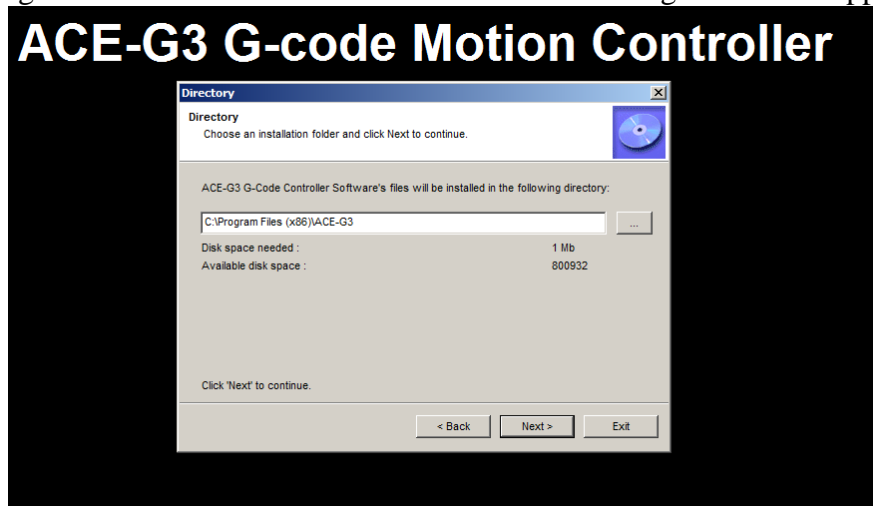 ACE-G3 G-code Motion Controller
Directory
Directory
Choose an installation folder and click Next to continue.
ACE-G3 G-Code Controller Software's files will be installed in the following directory:
C:\Program Files (x86)\ACE-G3
...
Disk space needed : 1 Mb
Available disk space : 800932
Click 'Next' to continue.
< Back Next > Exit